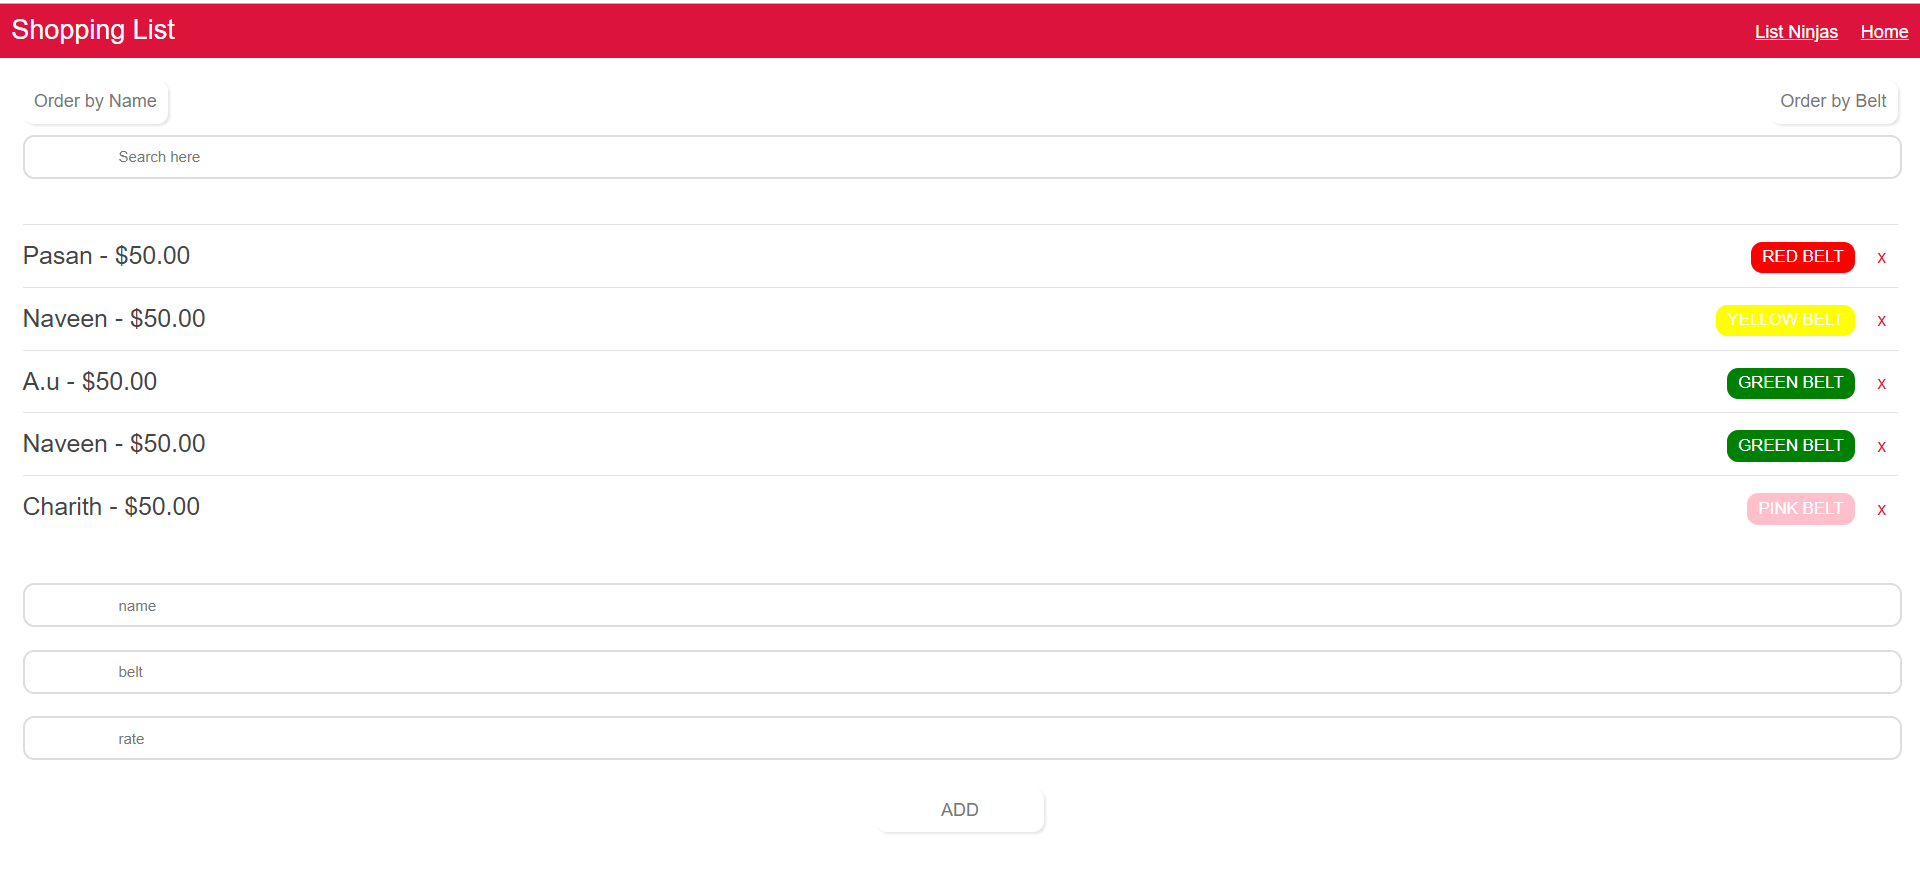 Shopping List
List Ninjas Home
Order by Name
Order by Belt
Search here
Pasan - $50.00 RED BELT x
Naveen - $50.00 YELLOW BELT x
A.u - $50.00 GREEN BELT x
Naveen - $50.00 GREEN BELT x
Charith - $50.00 PINK BELT x
name
belt
rate
ADD